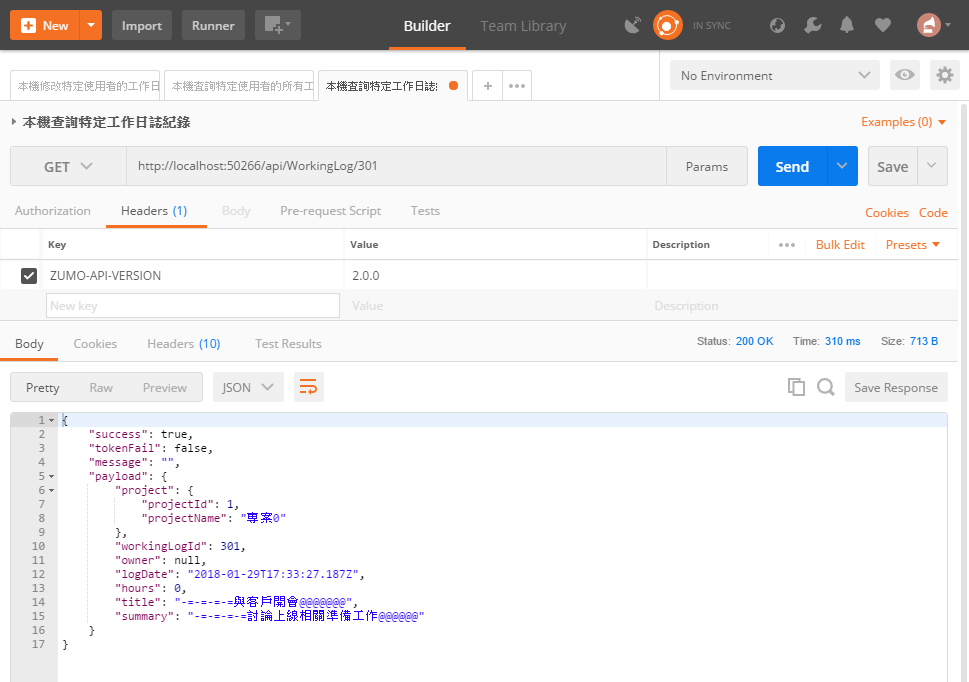 New Import Runner Builder Team Library IN SYNC
本機修改特定使用者的工作日 本機查詢特定使用者的所有工 本機查詢特定工作日誌 + ••• No Environment
本機查詢特定工作日誌紀錄 Examples (0)
GET http://localhost:50266/api/WorkingLog/301 Params Send Save
Authorization Headers (1) Body Pre-request Script Tests Cookies Code
Key Value Description ••• Bulk Edit Presets
ZUMO-API-VERSION 2.0.0
New key Value Description
Body Cookies Headers (10) Test Results Status: 200 OK Time: 310 ms Size: 713 B
Pretty Raw Preview JSON Save Response
1 {
2 "success": true,
3 "tokenFail": false,
4 "message": "",
5 "payload": {
6 "project": {
7 "projectId": 1,
8 "projectName": "專案0"
9 },
10 "workingLogId": 301,
11 "owner": null,
12 "logDate": "2018-01-29T17:33:27.187Z",
13 "hours": 0,
14 "title": "-=-=-=-=與客戶開會@@@@@@@",
15 "summary": "-=-=-=-=討論上線相關準備工作@@@@@@"
16 }
17 }